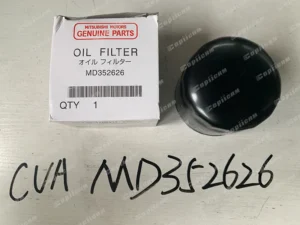 MITSUBISHI MOTORS
GENUINE PARTS
OIL FILTER
オイル フィルター
MD352626
QTY 1
CVA MD352626